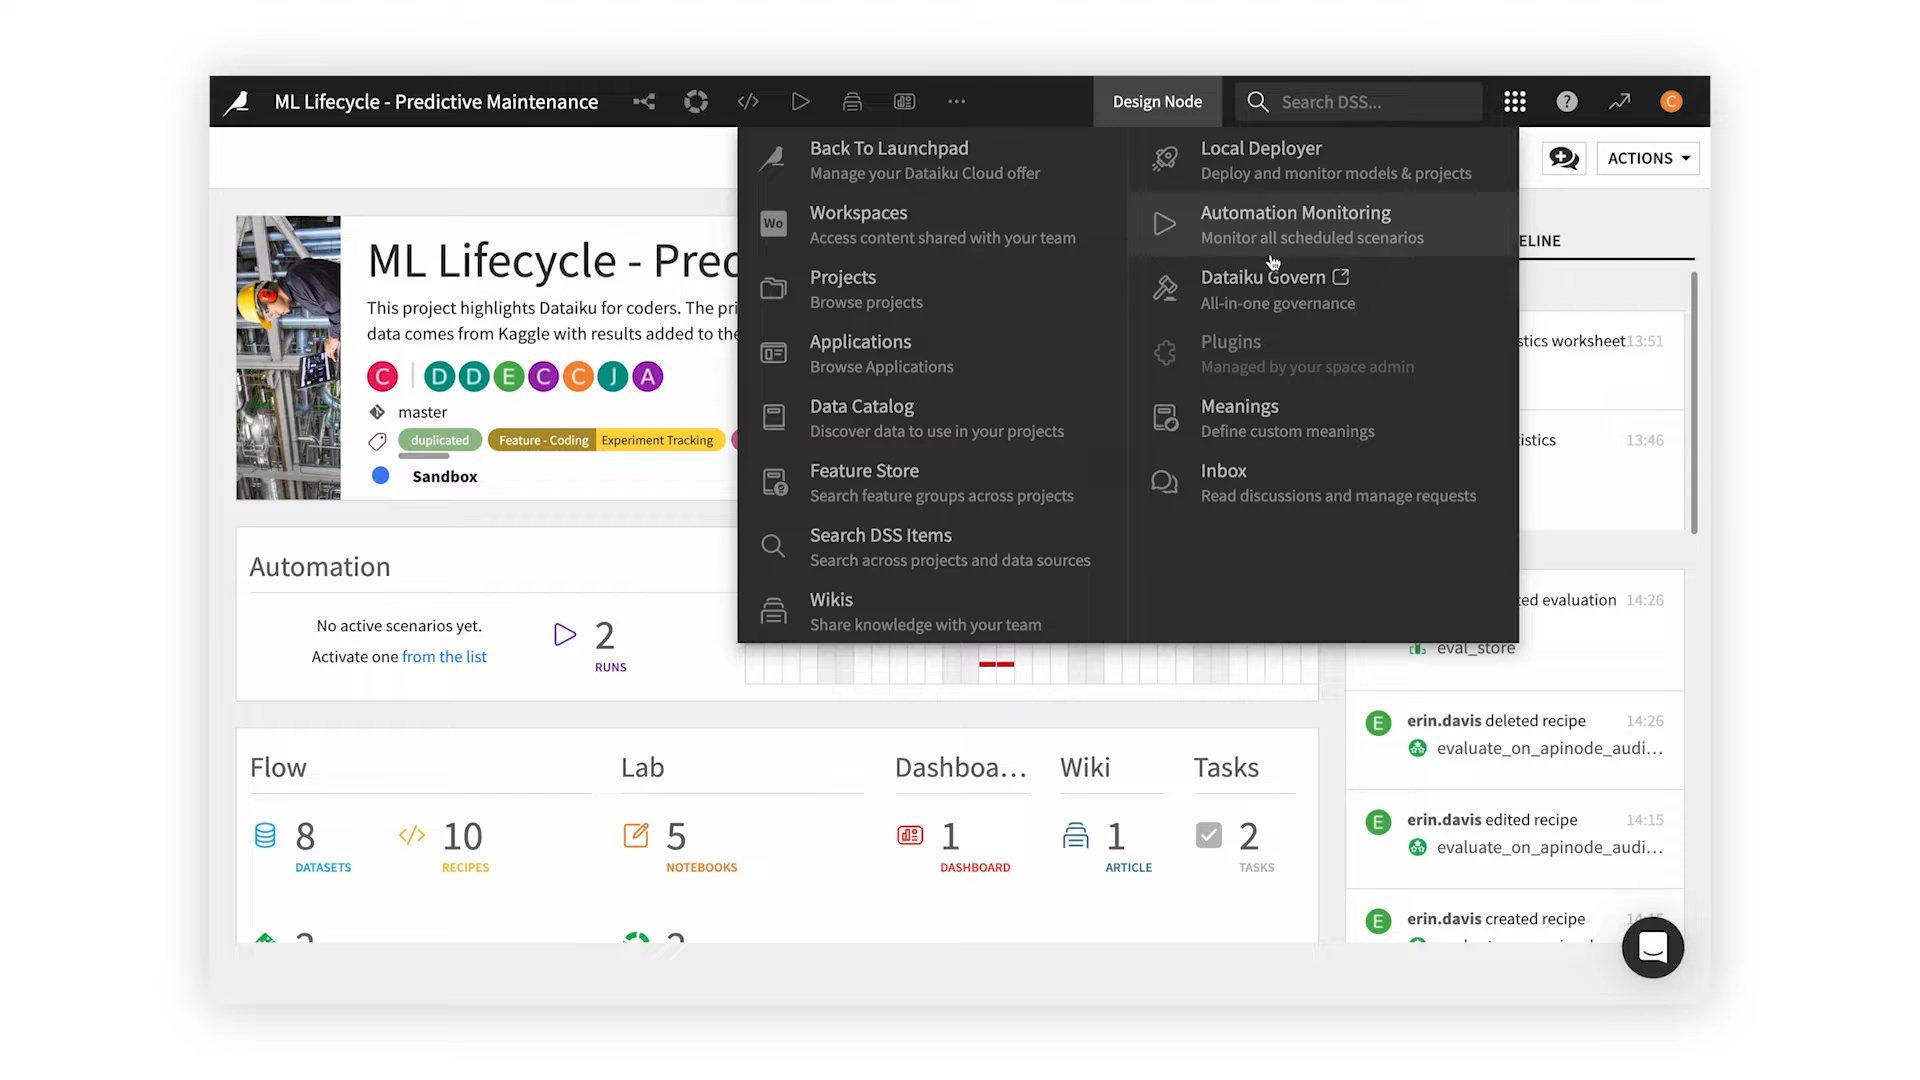 ML Lifecycle - Predictive Maintenance
Design Node
Search DSS...
?
C
Back To Launchpad
Manage your Dataiku Cloud offer
Wo
Workspaces
Access content shared with your team
Projects
Browse projects
Applications
Browse Applications
Data Catalog
Discover data to use in your projects
Feature Store
Search feature groups across projects
Search DSS Items
Search across projects and data sources
Wikis
Share knowledge with your team
Local Deployer
Deploy and monitor models & projects
Automation Monitoring
Monitor all scheduled scenarios
Dataiku Govern
All-in-one governance
Plugins
Managed by your space admin
Meanings
Define custom meanings
Inbox
Read discussions and manage requests
ACTIONS
ELINE
ML Lifecycle - Prec
This project highlights Dataiku for coders. The pri
data comes from Kaggle with results added to the
C D D E C C J A
master
duplicated Feature - Coding Experiment Tracking
Sandbox
stics worksheet 13:51
istics 13:46
Automation
No active scenarios yet.
Activate one from the list
2
RUNS
ted evaluation 14:26
eval_store
E erin.davis deleted recipe 14:26
evaluate_on_apinode_audi...
E erin.davis edited recipe 14:15
evaluate_on_apinode_audi...
E erin.davis created recipe
Flow
8
DATASETS
10
RECIPES
Lab
5
NOTEBOOKS
Dashboa...
1
DASHBOARD
Wiki
1
ARTICLE
Tasks
2
TASKS